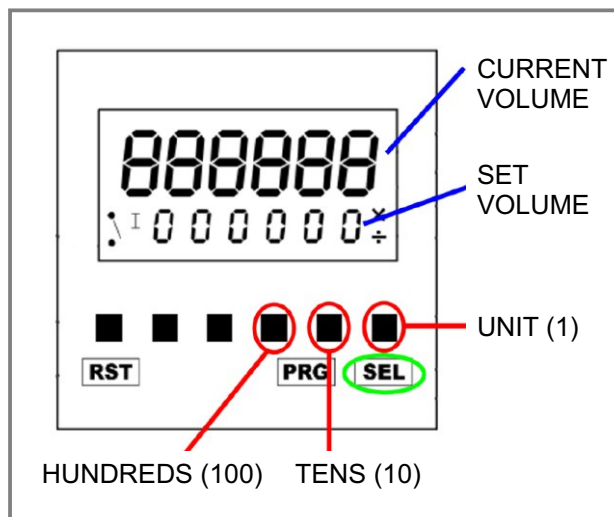 CURRENT
VOLUME
888888
SET
VOLUME
I 000000 ×
÷
UNIT (1)
RST PRG SEL
HUNDREDS (100) TENS (10)